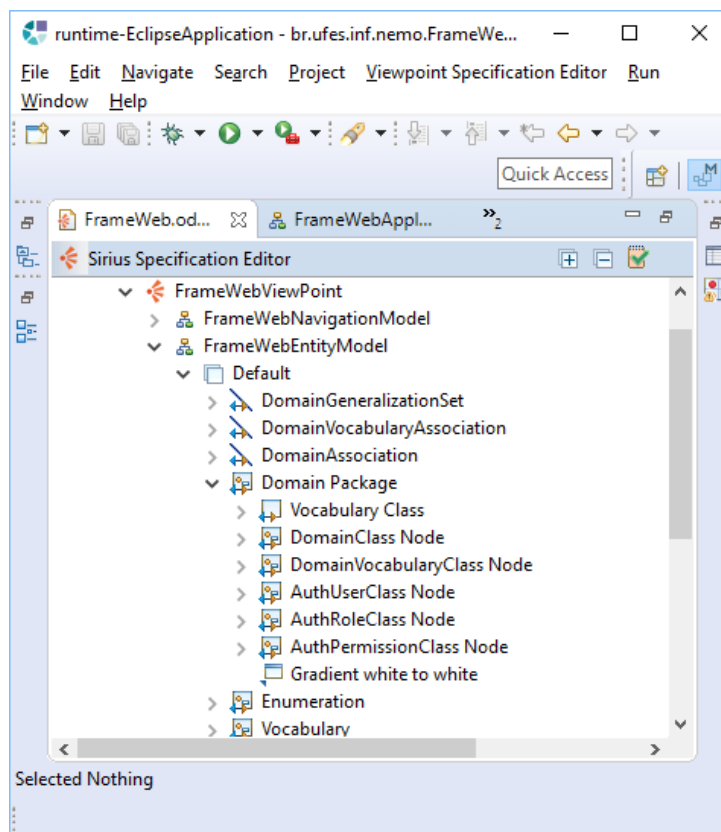 runtime-EclipseApplication - br.ufes.inf.nemo.FrameWe...
File Edit Navigate Search Project Viewpoint Specification Editor Run
Window Help
Quick Access
M
FrameWeb.od... FrameWebAppl... »2
Sirius Specification Editor
FrameWebViewPoint
FrameWebNavigationModel
FrameWebEntityModel
Default
DomainGeneralizationSet
DomainVocabularyAssociation
DomainAssociation
Domain Package
Vocabulary Class
DomainClass Node
DomainVocabularyClass Node
AuthUserClass Node
AuthRoleClass Node
AuthPermissionClass Node
Gradient white to white
Enumeration
Vocabulary
Selected Nothing